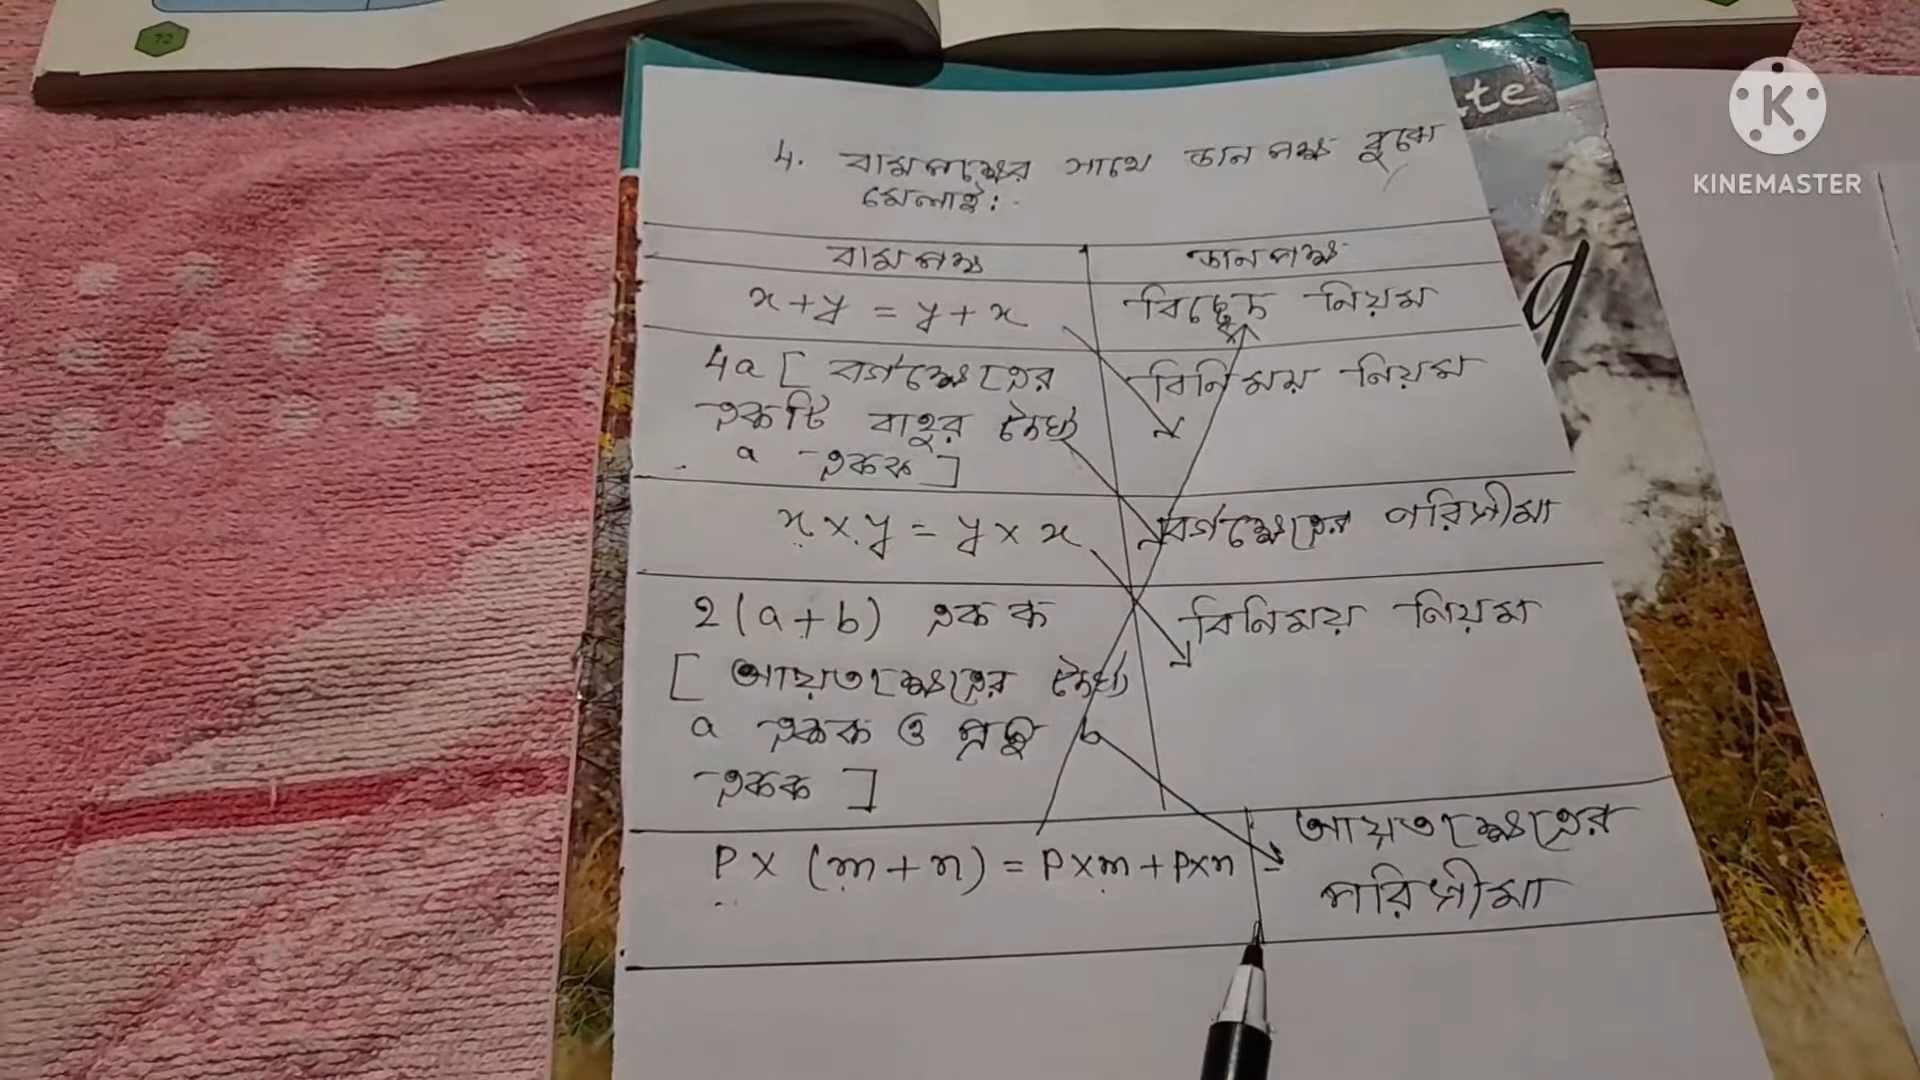 72
te
g
K
KINEMASTER
4. বামপক্ষের সাথে ডানপক্ষ বুঝে
মেলাই:-
বামপক্ষ ডানপক্ষ
x+y = y+x বিচ্ছেদ নিয়ম
4a [ বর্গক্ষেত্রের বিনিময় নিয়ম
একটি বাহুর দৈর্ঘ্য
a একক ]
x×y = y×x বর্গক্ষেত্রের পরিসীমা
2(a+b) একক বিনিময় নিয়ম
[ আয়তক্ষেত্রের দৈর্ঘ্য
a একক ও প্রস্থ b
একক ]
P×(m+n) = P×m+P×n আয়তক্ষেত্রের
পরিসীমা